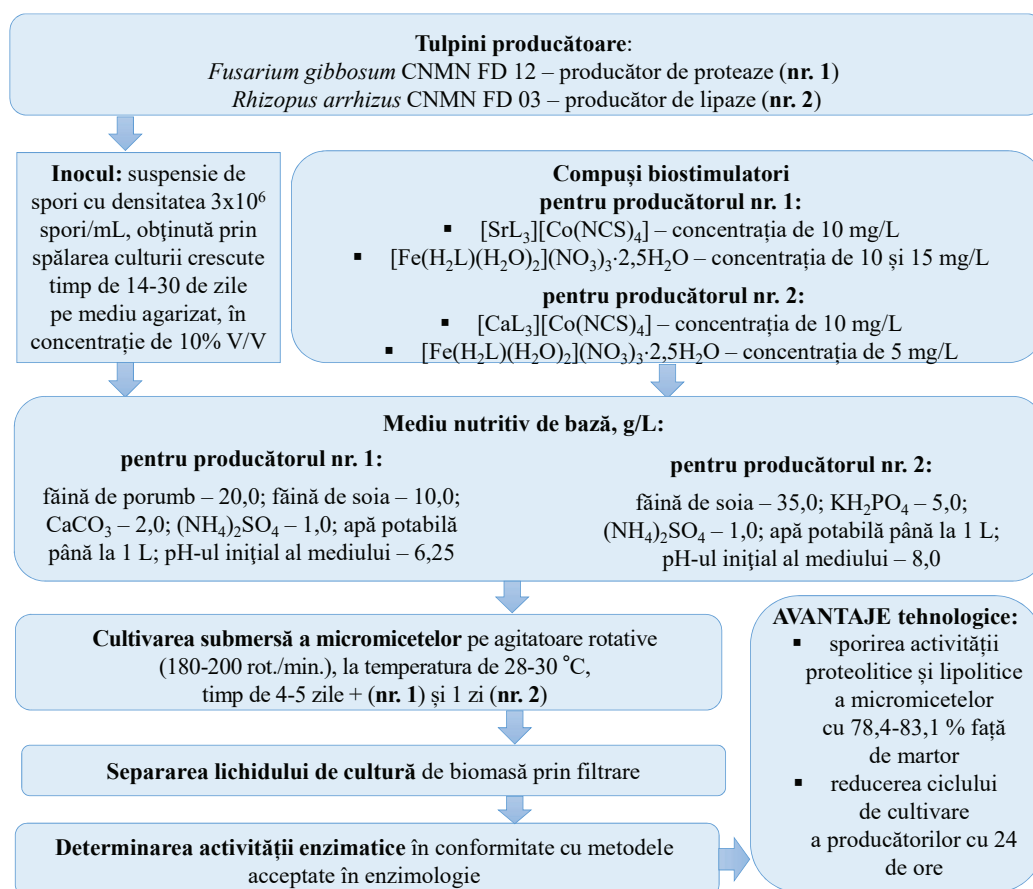 Tulpini producătoare:
Fusarium gibbosum CNMN FD 12 – producător de proteaze (nr. 1)
Rhizopus arrhizus CNMN FD 03 – producător de lipaze (nr. 2)
Inocul: suspensie de
spori cu densitatea 3x10⁶
spori/mL, obţinută prin
spălarea culturii crescute
timp de 14-30 de zile
pe mediu agarizat, în
concentrație de 10% V/V
Compuși biostimulatori
pentru producătorul nr. 1:
▪ [SrL₃][Co(NCS)₄] – concentrația de 10 mg/L
▪ [Fe(H₂L)(H₂O)₂](NO₃)₃·2,5H₂O – concentrația de 10 și 15 mg/L
pentru producătorul nr. 2:
▪ [CaL₃][Co(NCS)₄] – concentrația de 10 mg/L
▪ [Fe(H₂L)(H₂O)₂](NO₃)₃·2,5H₂O – concentrația de 5 mg/L
Mediu nutritiv de bază, g/L:
pentru producătorul nr. 1:
făină de porumb – 20,0; făină de soia – 10,0;
CaCO₃ – 2,0; (NH₄)₂SO₄ – 1,0; apă potabilă
până la 1 L; pH-ul iniţial al mediului – 6,25
pentru producătorul nr. 2:
făină de soia – 35,0; KH₂PO₄ – 5,0;
(NH₄)₂SO₄ – 1,0; apă potabilă până la 1 L;
pH-ul iniţial al mediului – 8,0
Cultivarea submersă a micromicetelor pe agitatoare rotative
(180-200 rot./min.), la temperatura de 28-30 ˚C,
timp de 4-5 zile + (nr. 1) și 1 zi (nr. 2)
Separarea lichidului de cultură de biomasă prin filtrare
Determinarea activității enzimatice în conformitate cu metodele
acceptate în enzimologie
AVANTAJE tehnologice:
▪ sporirea activității
proteolitice și lipolitice
a micromicetelor
cu 78,4-83,1 % față
de martor
▪ reducerea ciclului
de cultivare
a producătorilor cu 24
de ore